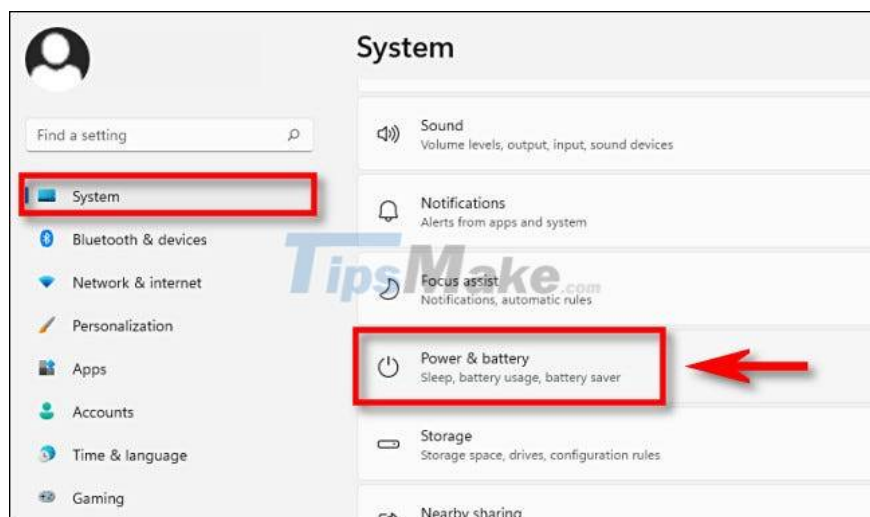 System
Find a setting
System
Bluetooth & devices
Network & internet
Personalization
Apps
Accounts
Time & language
Gaming
Sound
Volume levels, output, input, sound devices
Notifications
Alerts from apps and system
Focus assist
Notifications, automatic rules
Power & battery
Sleep, battery usage, battery saver
Storage
Storage space, drives, configuration rules
Nearby sharing
TipsMake.com